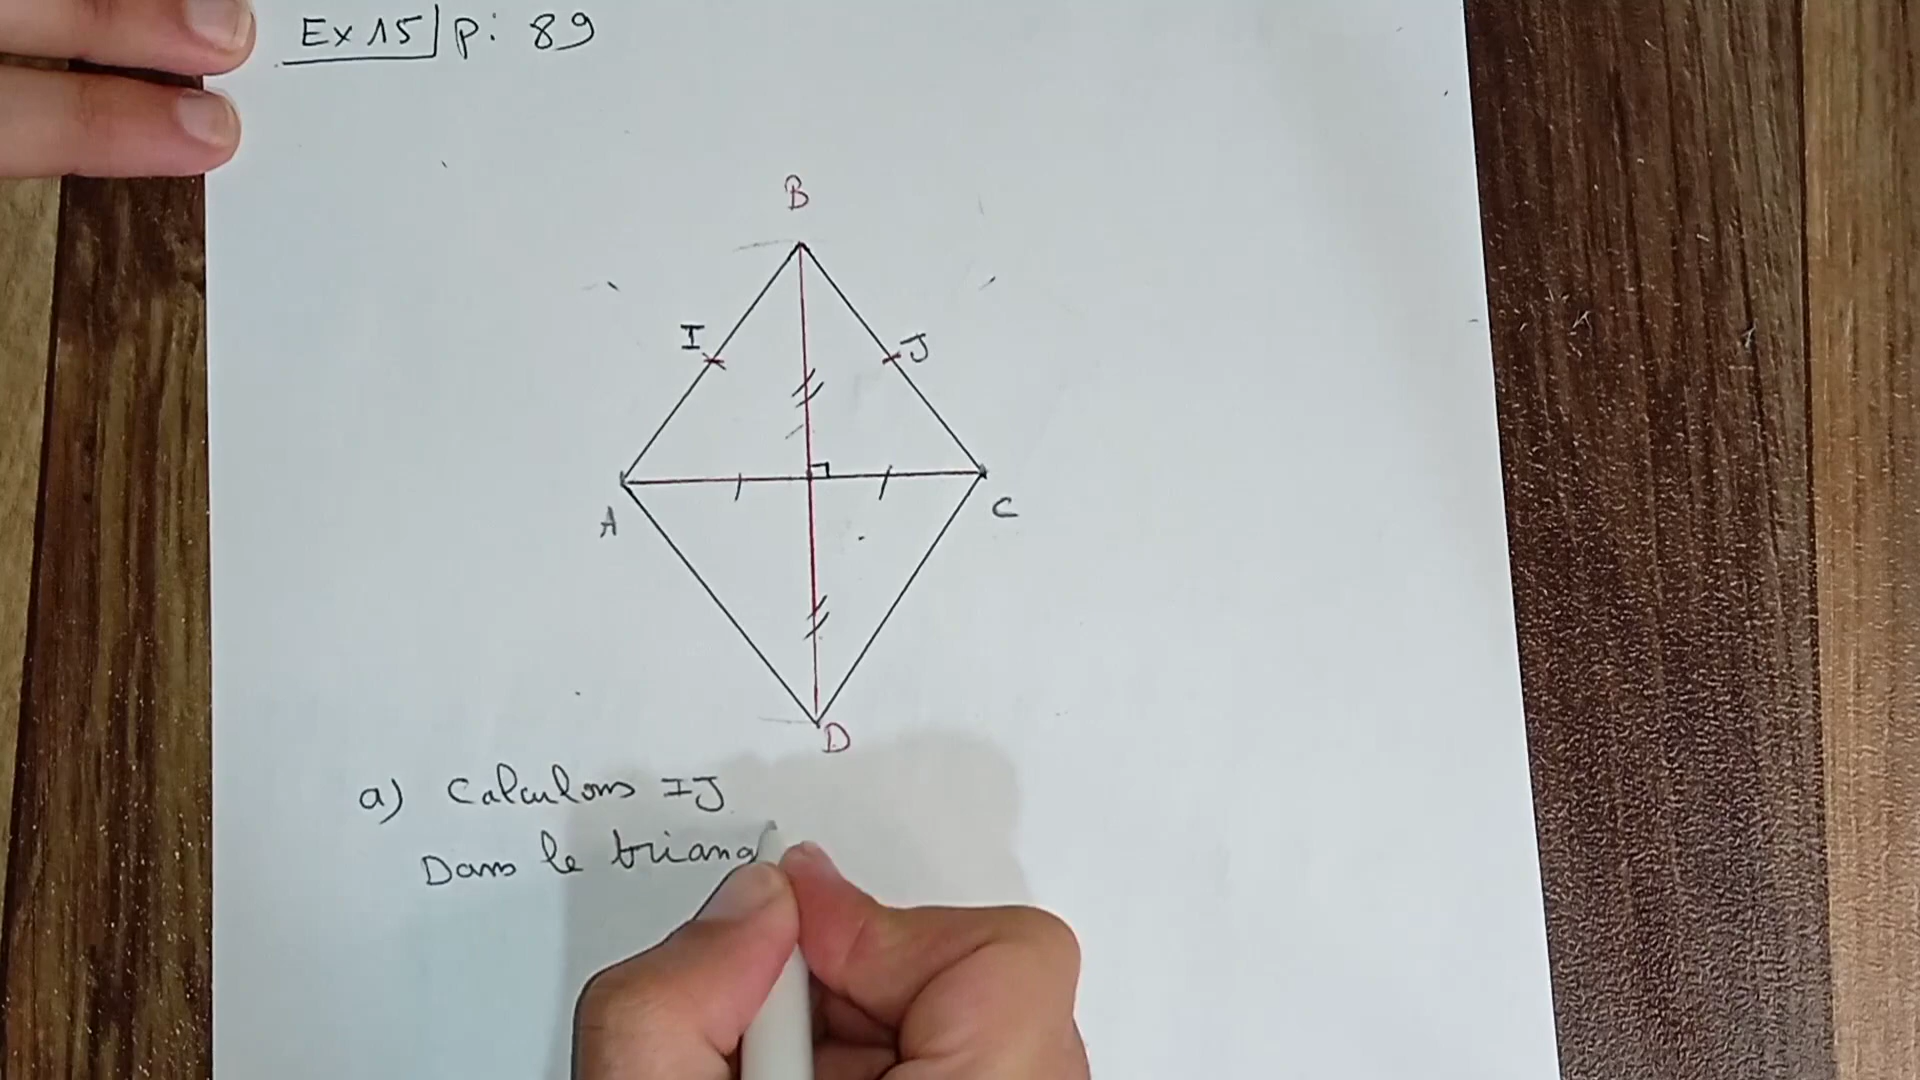 Ex 15 p: 89
B
I J
A C
D
a) Calculons IJ
Dans le triang